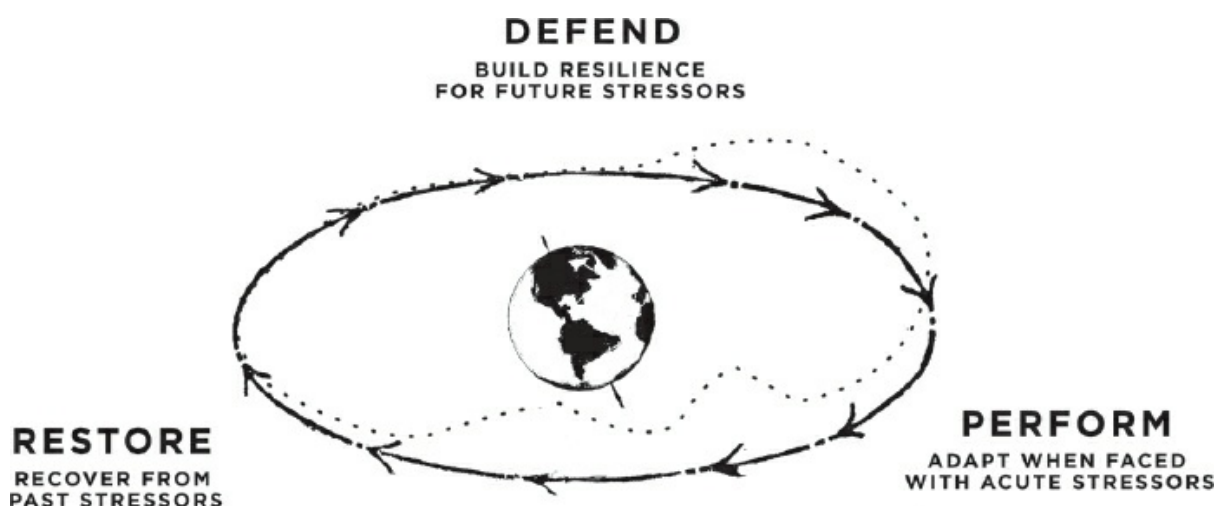 DEFEND
BUILD RESILIENCE
FOR FUTURE STRESSORS
RESTORE
RECOVER FROM
PAST STRESSORS
PERFORM
ADAPT WHEN FACED
WITH ACUTE STRESSORS